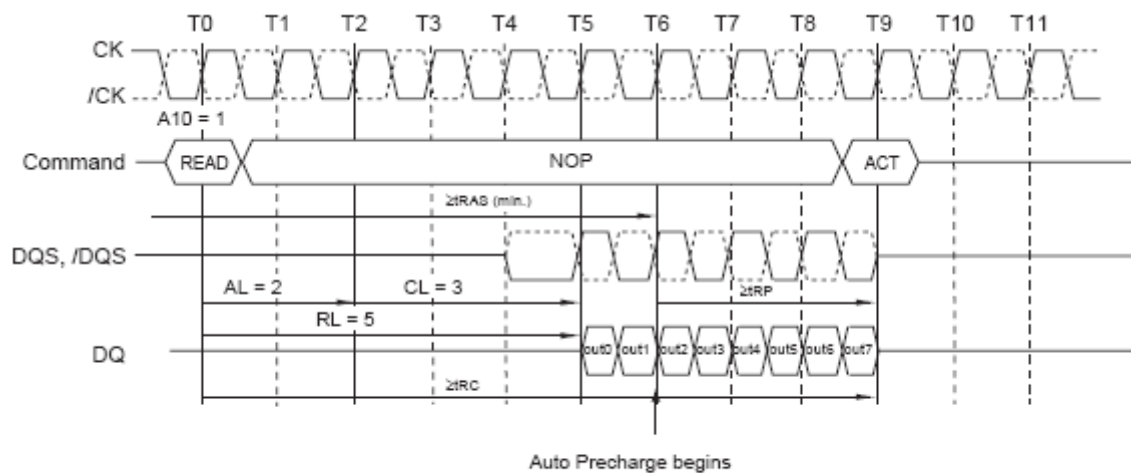 T0 T1 T2 T3 T4 T5 T6 T7 T8 T9 T10 T11
CK
/CK
A10 = 1
Command READ NOP ACT
≥tRAS (min.)
DQS, /DQS
≥tRP
AL = 2 CL = 3
RL = 5
DQ out0 out1 out2 out3 out4 out5 out6 out7
≥tRC
Auto Precharge begins